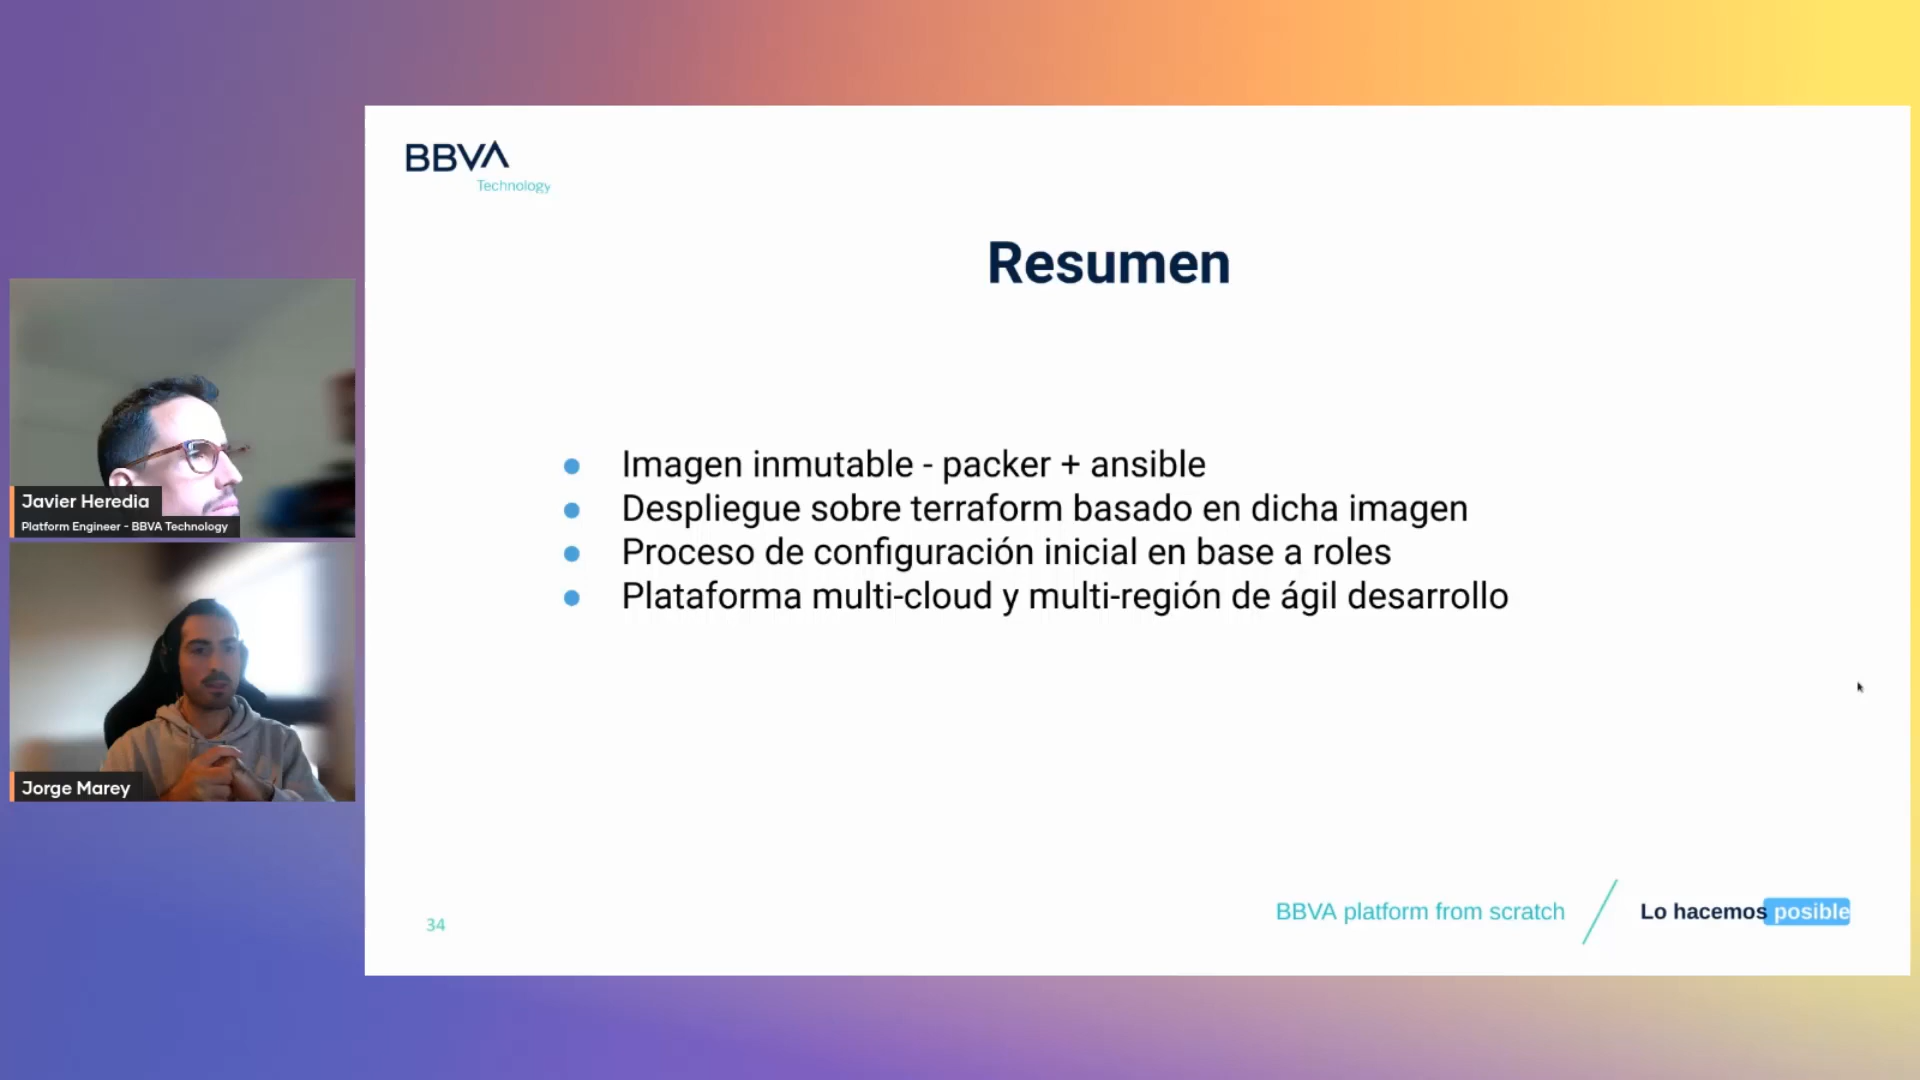 BBVA
Technology
Resumen
Imagen inmutable - packer + ansible
Despliegue sobre terraform basado en dicha imagen
Proceso de configuración inicial en base a roles
Plataforma multi-cloud y multi-región de ágil desarrollo
Javier Heredia
Platform Engineer - BBVA Technology
Jorge Marey
34
BBVA platform from scratch
Lo hacemos posible